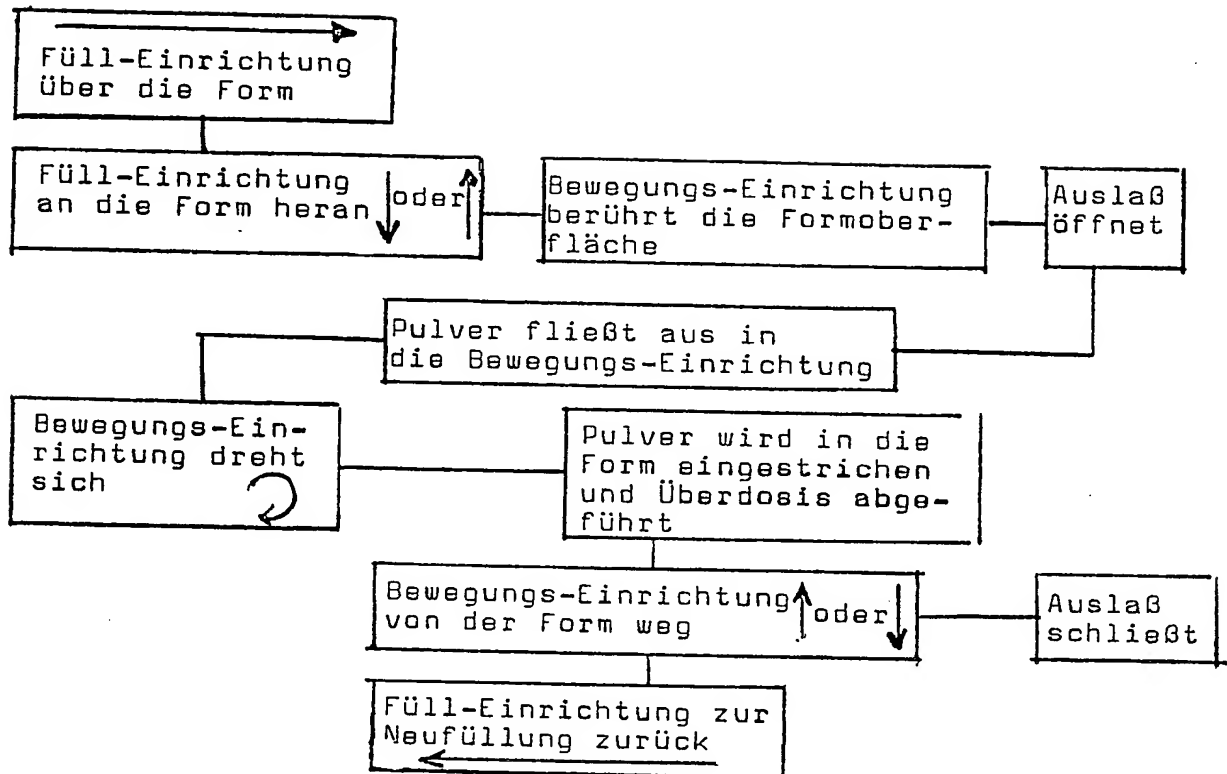 Füll-Einrichtung
über die Form
Füll-Einrichtung
an die Form heran oder
Bewegungs-Einrichtung
berührt die Formober-
fläche
Auslaß
öffnet
Pulver fließt aus in
die Bewegungs-Einrichtung
Bewegungs-Ein-
richtung dreht
sich
Pulver wird in die
Form eingestrichen
und Überdosis abge-
führt
Bewegungs-Einrichtung
von der Form weg oder
Auslaß
schließt
Füll-Einrichtung zur
Neufüllung zurück